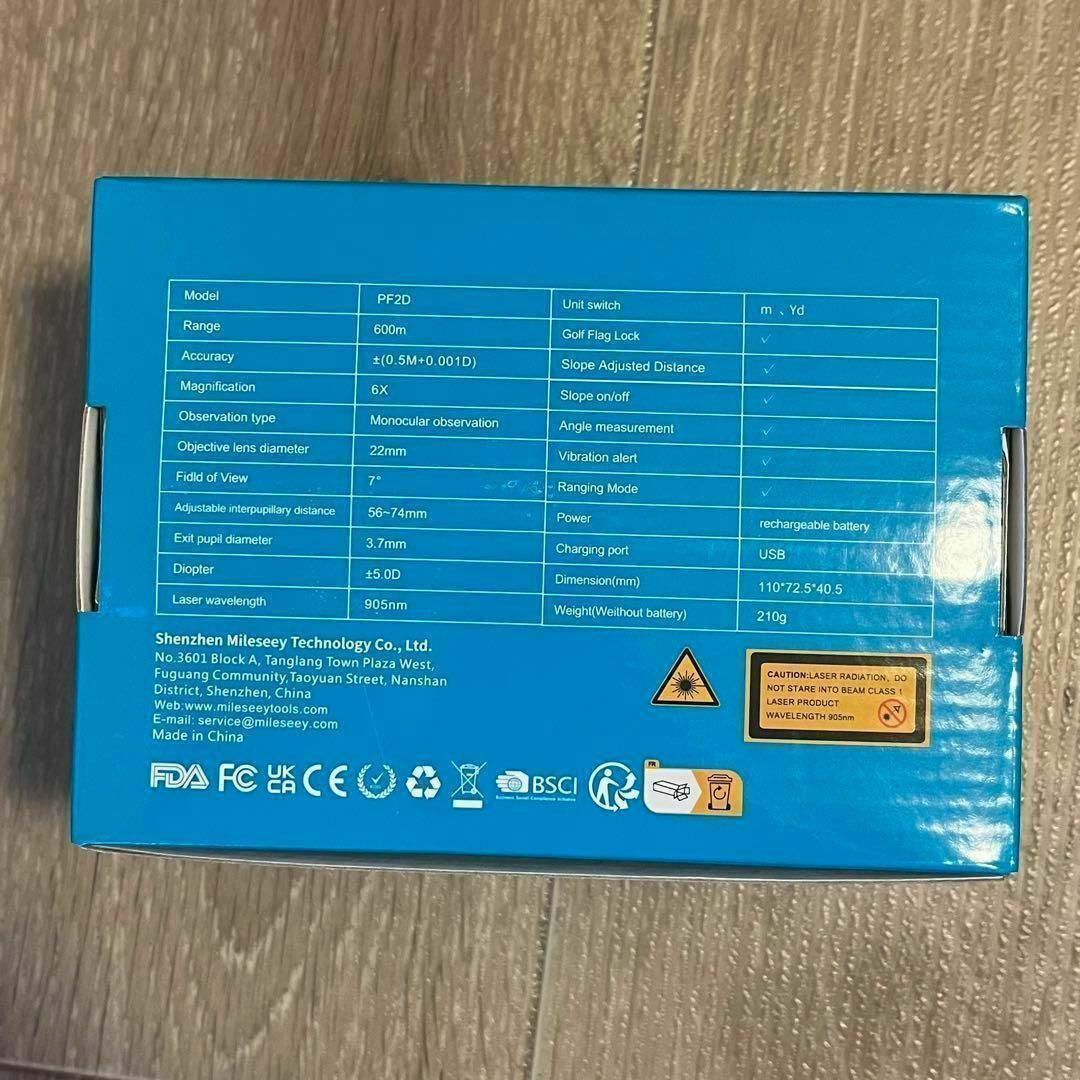 Model PF2D Unit switch m 、Yd
Range 600m Golf Flag Lock ✓
Accuracy ±(0.5M+0.001D) Slope Adjusted Distance ✓
Magnification 6X Slope on/off ✓
Observation type Monocular observation Angle measurement ✓
Objective lens diameter 22mm Vibration alert ✓
Fidld of View 7° Ranging Mode ✓
Adjustable interpupillary distance 56~74mm Power rechargeable battery
Exit pupil diameter 3.7mm Charging port USB
Diopter ±5.0D Dimension(mm) 110*72.5*40.5
Laser wavelength 905nm Weight(Weithout battery) 210g
Shenzhen Mileseey Technology Co., Ltd.
No.3601 Block A, Tanglang Town Plaza West,
Fuguang Community,Taoyuan Street, Nanshan
District, Shenzhen, China
Web:www.mileseeytools.com
E-mail: service@mileseey.com
Made in China
CAUTION:LASER RADIATION, DO
NOT STARE INTO BEAM CLASS 1
LASER PRODUCT
WAVELENGTH 905nm
FDA FC UK CA CE BSCI FR
Business Social Compliance Initiative